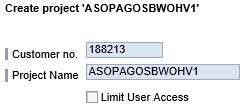 Create project 'ASOPAGOSBWOHV1'
Customer no. 188213
Project Name ASOPAGOSBWOHV1
Limit User Access